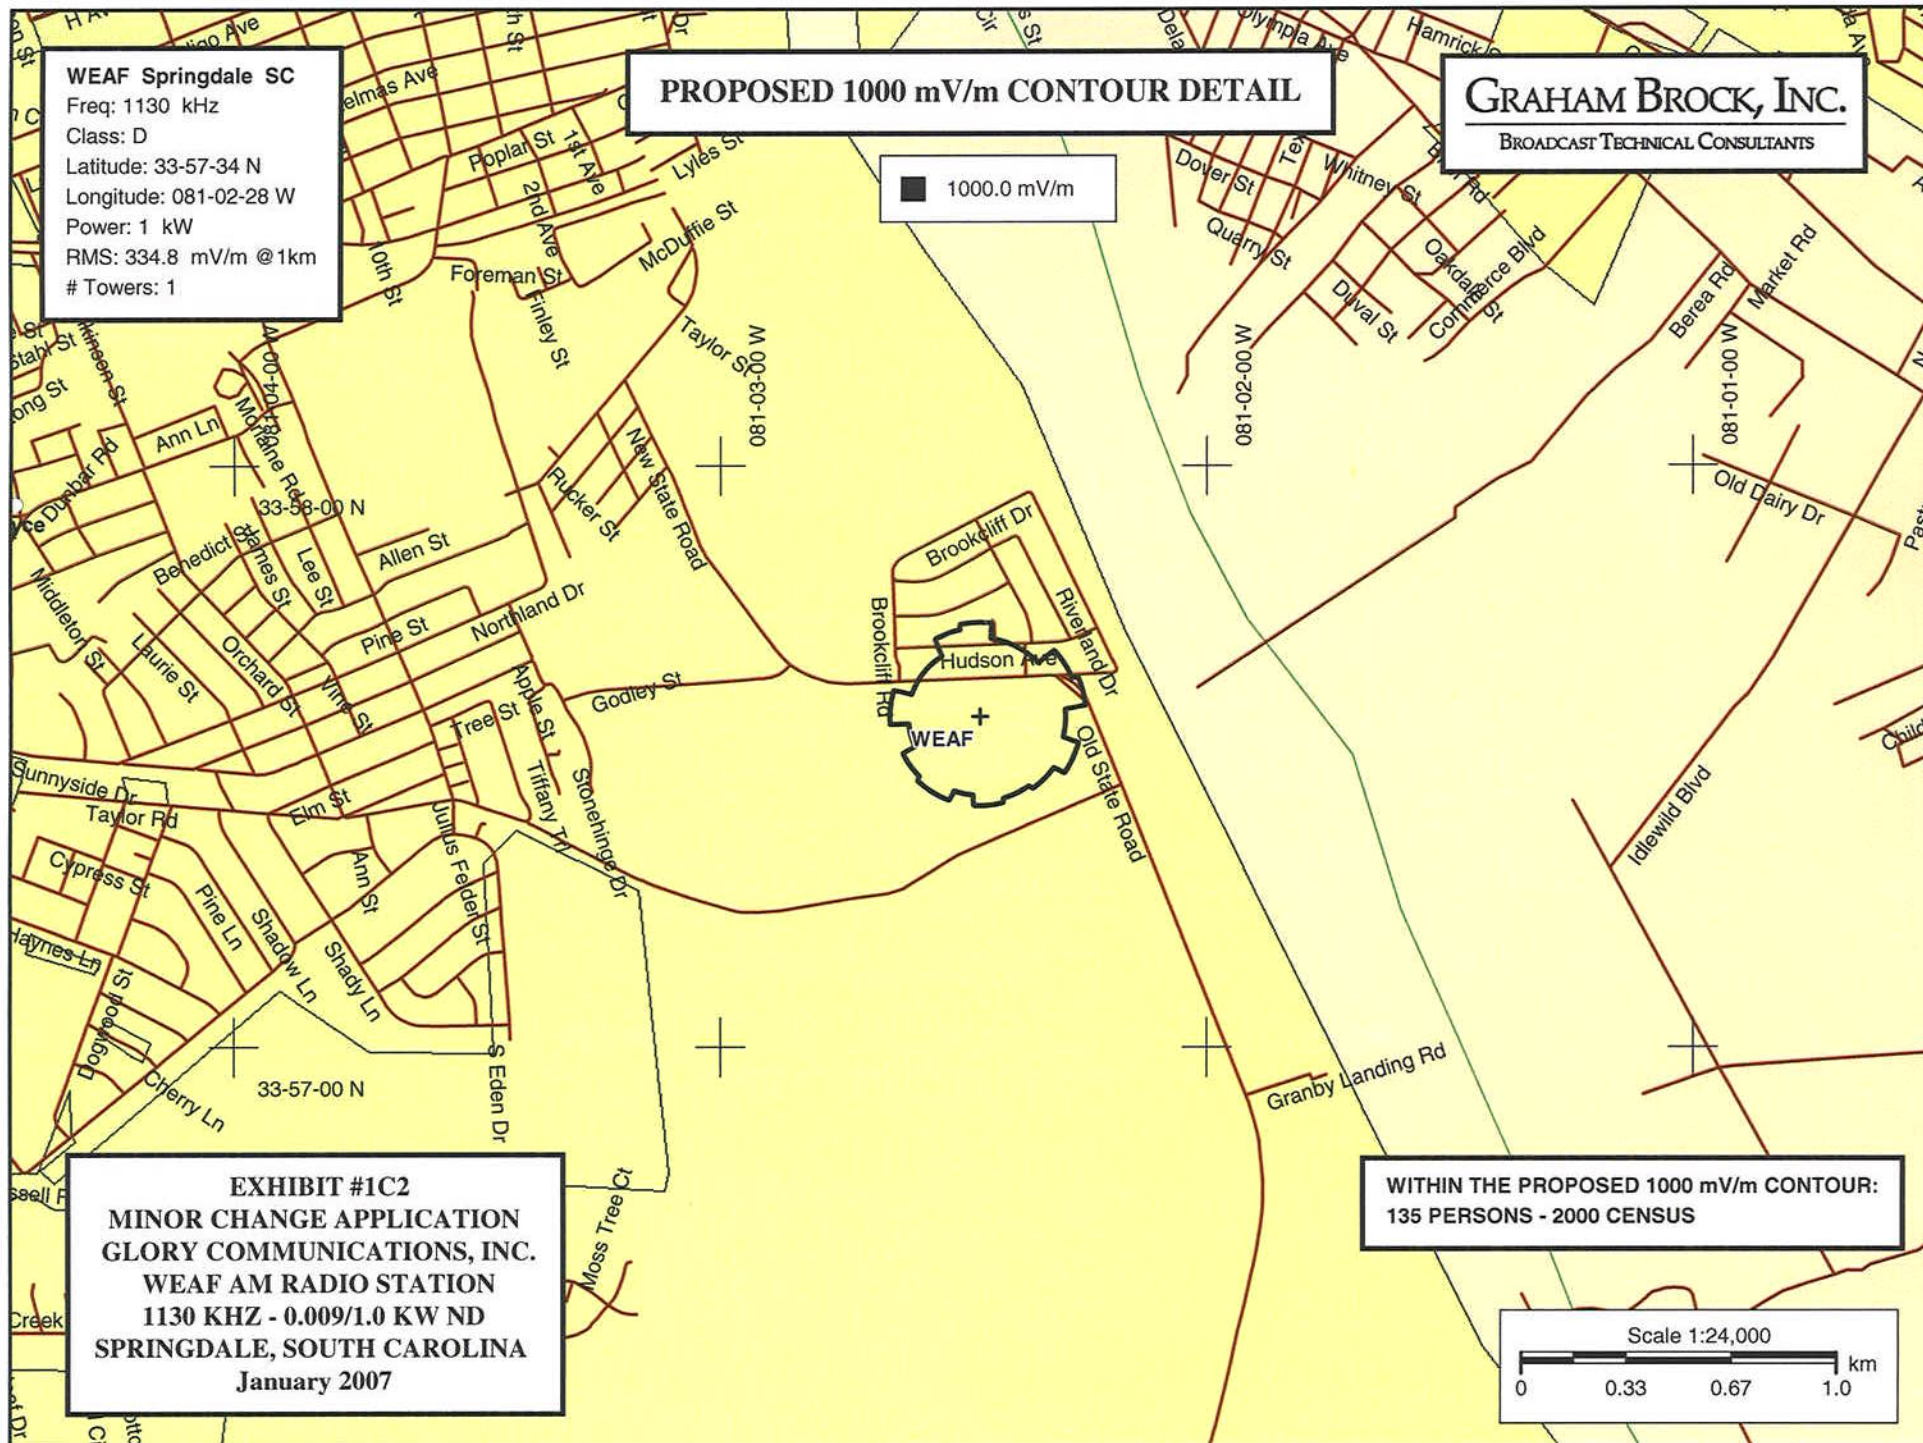 WEAF Springdale SC
Freq: 1130 kHz
Class: D
Latitude: 33-57-34 N
Longitude: 081-02-28 W
Power: 1 kW
RMS: 334.8 mV/m @1km
# Towers: 1
PROPOSED 1000 mV/m CONTOUR DETAIL
GRAHAM BROCK, INC.
BROADCAST TECHNICAL CONSULTANTS
1000.0 mV/m
Olympia Ave
Poplar St
1st Ave
2nd Ave
Lyles St
McDuffie St
10th St
Foreman St
Finley St
Taylor St
Dover St
Whitney St
Quarry St
Oakdale St
Commerce Blvd
Duval St
Berea Rd
Market Rd
081-04-00 W
081-03-00 W
081-02-00 W
081-01-00 W
Ann Ln
Dunbar Rd
33-58-00 N
New State Road
Rucker St
Old Dairy Dr
Benedict St
James St
Lee St
Allen St
Middleton St
Laurie St
Orchard St
Pine St
Northland Dr
Vine St
Apple St
Godley St
Brookcliff Dr
Brookcliff Rd
Riverland Dr
Hudson Ave
WEAF
Old State Road
Tree St
Tiffany Trl
Stonehinge Dr
Sunnyside Dr
Taylor Rd
Elm St
Julius Felder St
Cypress St
Ann St
Pine Ln
Shadow Ln
Shady Ln
Haynes Ln
Dogwood St
Cherry Ln
S Eden Dr
33-57-00 N
Idlewild Blvd
Granby Landing Rd
Moss Tree Ct
Creek
EXHIBIT #1C2
MINOR CHANGE APPLICATION
GLORY COMMUNICATIONS, INC.
WEAF AM RADIO STATION
1130 KHZ - 0.009/1.0 KW ND
SPRINGDALE, SOUTH CAROLINA
January 2007
WITHIN THE PROPOSED 1000 mV/m CONTOUR:
135 PERSONS - 2000 CENSUS
Scale 1:24,000
km
0 0.33 0.67 1.0